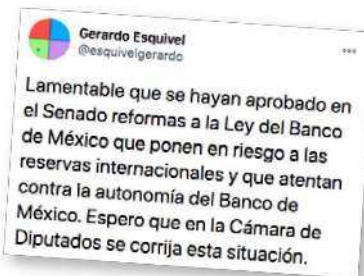 Gerardo Esquivel
@esquivelgerardo
Lamentable que se hayan aprobado en
el Senado reformas a la Ley del Banco
de México que ponen en riesgo a las
reservas internacionales y que atentan
contra la autonomía del Banco de
México. Espero que en la Cámara de
Diputados se corrija esta situación.